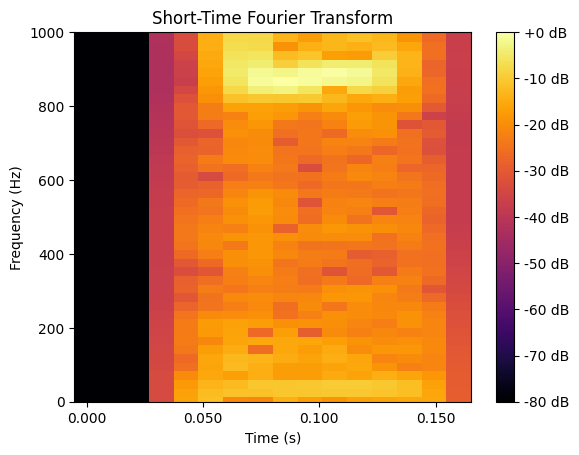 Short-Time Fourier Transform
1000
800
600
400
200
0
Frequency (Hz)
0.000
0.050
0.100
0.150
Time (s)
+0 dB
-10 dB
-20 dB
-30 dB
-40 dB
-50 dB
-60 dB
-70 dB
-80 dB